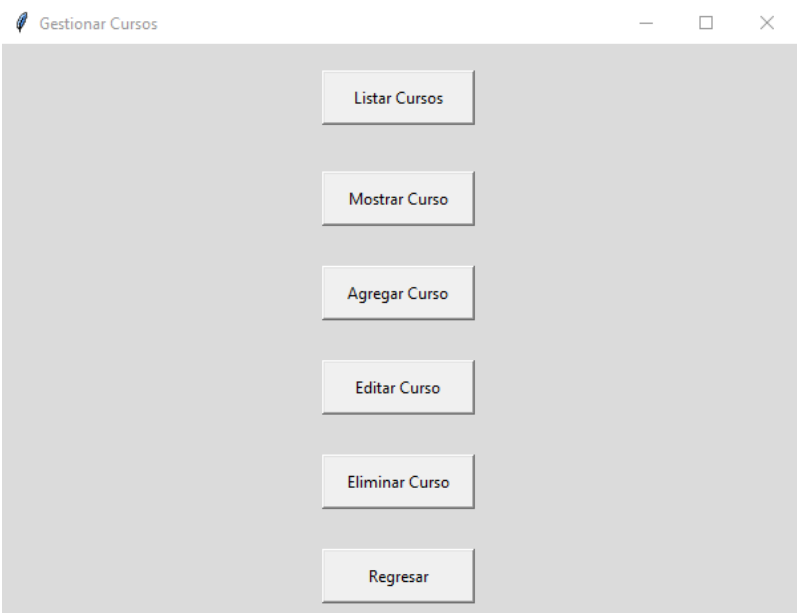 Gestionar Cursos
Listar Cursos
Mostrar Curso
Agregar Curso
Editar Curso
Eliminar Curso
Regresar